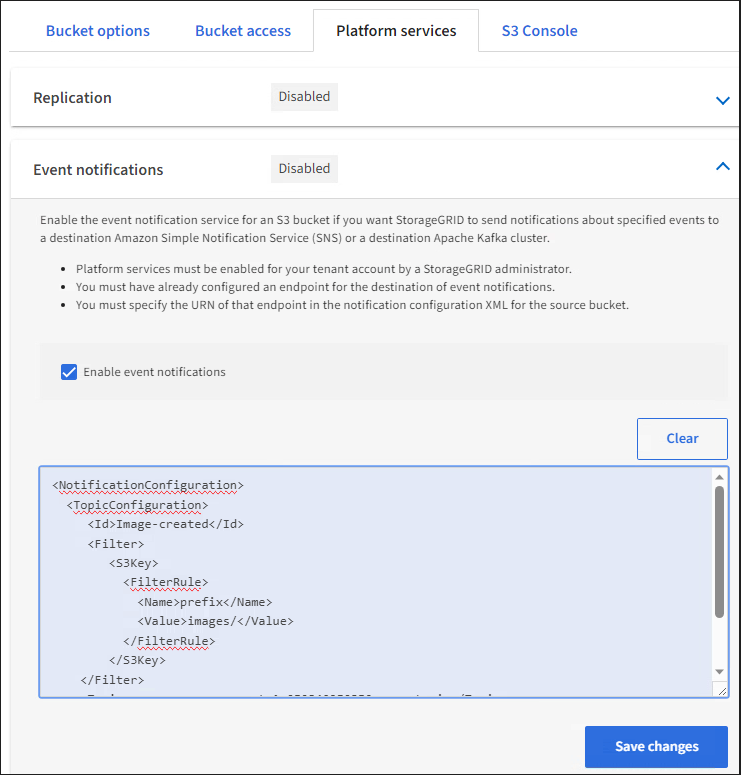 Bucket options Bucket access Platform services S3 Console
Replication Disabled
Event notifications Disabled
Enable the event notification service for an S3 bucket if you want StorageGRID to send notifications about specified events to
a destination Amazon Simple Notification Service (SNS) or a destination Apache Kafka cluster.
• Platform services must be enabled for your tenant account by a StorageGRID administrator.
• You must have already configured an endpoint for the destination of event notifications.
• You must specify the URN of that endpoint in the notification configuration XML for the source bucket.
Enable event notifications
Clear
<NotificationConfiguration>
<TopicConfiguration>
<Id>Image-created</Id>
<Filter>
<S3Key>
<FilterRule>
<Name>prefix</Name>
<Value>images/</Value>
</FilterRule>
</S3Key>
</Filter>
Save changes